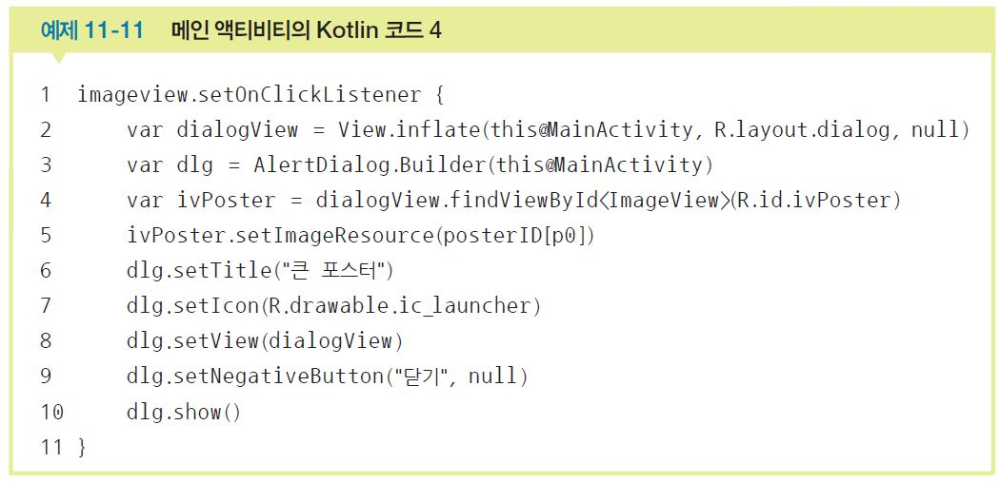 예제 11-11 메인 액티비티의 Kotlin 코드 4
1 imageview.setOnClickListener {
2 var dialogView = View.inflate(this@MainActivity, R.layout.dialog, null)
3 var dlg = AlertDialog.Builder(this@MainActivity)
4 var ivPoster = dialogView.findViewById<ImageView>(R.id.ivPoster)
5 ivPoster.setImageResource(posterID[p0])
6 dlg.setTitle("큰 포스터")
7 dlg.setIcon(R.drawable.ic_launcher)
8 dlg.setView(dialogView)
9 dlg.setNegativeButton("닫기", null)
10 dlg.show()
11 }